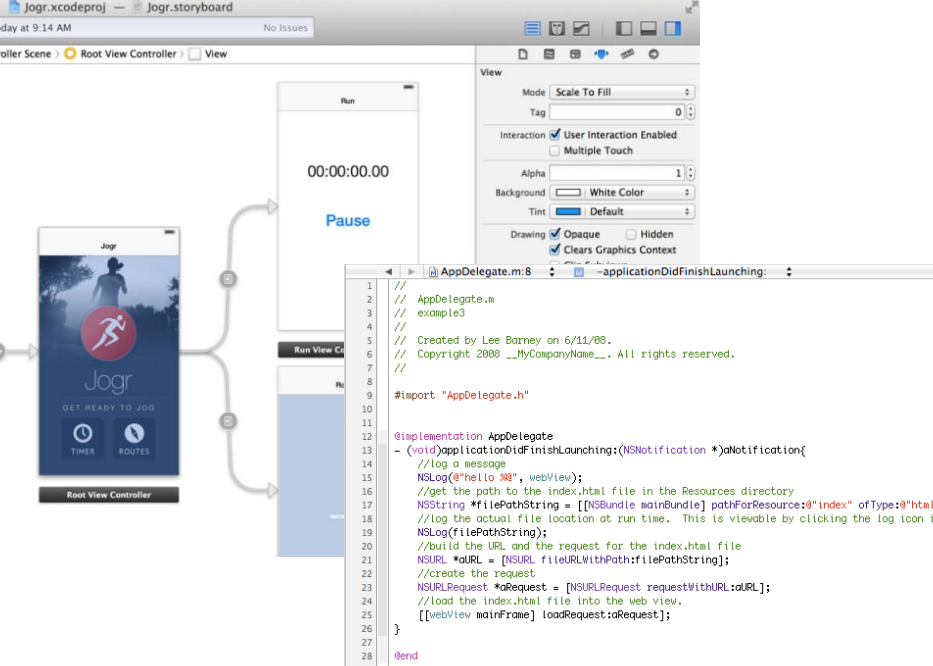 Jogr.xcodeproj — Jogr.storyboard
day at 9:14 AM No Issues
oller Scene Root View Controller View
View
Mode Scale To Fill
Tag 0
Interaction User Interaction Enabled
Multiple Touch
Alpha 1
Background White Color
Tint Default
Drawing Opaque Hidden
Clears Graphics Context
Run
00:00:00.00
Pause
Run View Co
Jogr
Jogr
GET READY TO JOG
TIMER ROUTES
Root View Controller
Ro
AppDelegate.m:8 M -applicationDidFinishLaunching:
1 //
2 // AppDelegate.m
3 // example3
4 //
5 // Created by Lee Barney on 6/11/08.
6 // Copyright 2008 __MyCompanyName__. All rights reserved.
7 //
8
9 #import "AppDelegate.h"
10
11
12 @implementation AppDelegate
13 - (void)applicationDidFinishLaunching:(NSNotification *)aNotification{
14 //log a message
15 NSLog(@"hello %@", webView);
16 //get the path to the index.html file in the Resources directory
17 NSString *filePathString = [[NSBundle mainBundle] pathForResource:@"index" ofType:@"html
18 //log the actual file location at run time. This is viewable by clicking the log icon i
19 NSLog(filePathString);
20 //build the URL and the request for the index.html file
21 NSURL *aURL = [NSURL fileURLWithPath:filePathString];
22 //create the request
23 NSURLRequest *aRequest = [NSURLRequest requestWithURL:aURL];
24 //load the index.html file into the web view.
25 [[webView mainFrame] loadRequest:aRequest];
26 }
27
28 @end